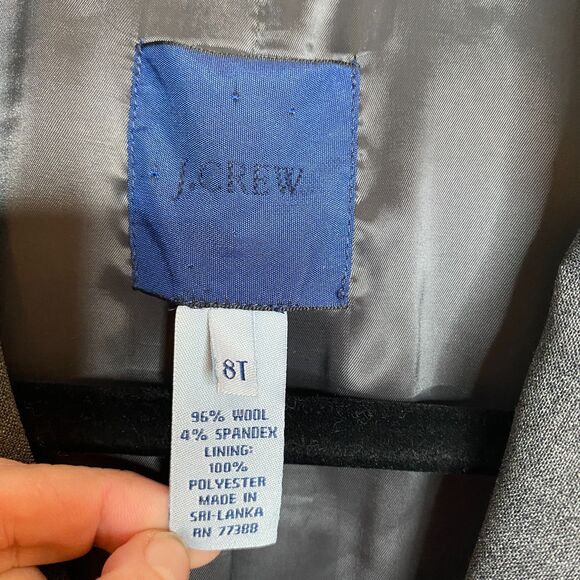 J.CREW
8T
96% WOOL
4% SPANDEX
LINING:
100%
POLYESTER
MADE IN
SRI-LANKA
RN 77388